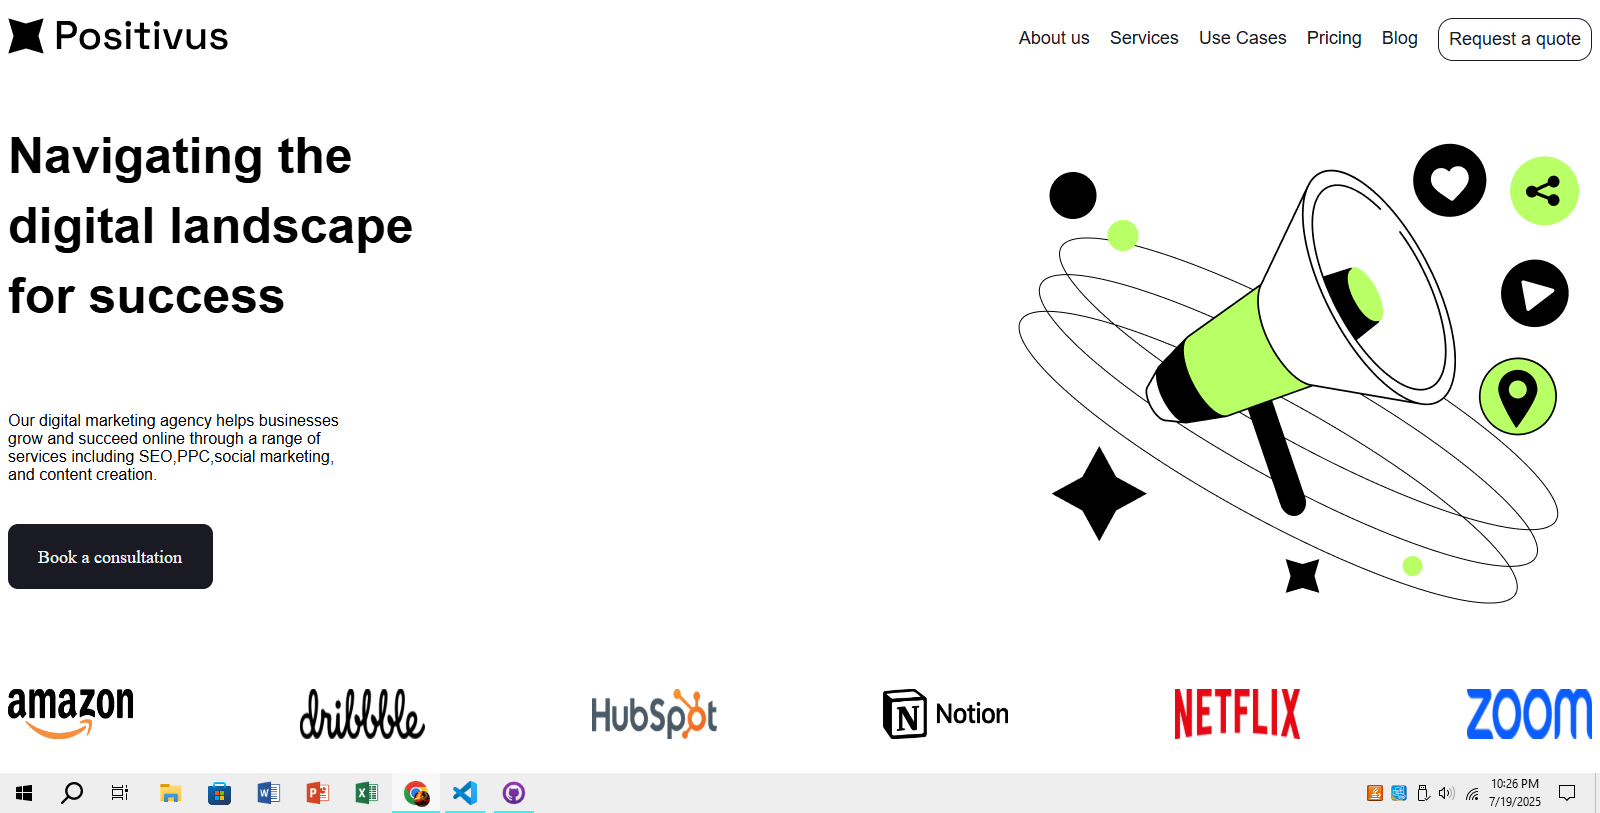 Positivus
About us Services Use Cases Pricing Blog Request a quote
Navigating the
digital landscape
for success
Our digital marketing agency helps businesses
grow and succeed online through a range of
services including SEO,PPC,social marketing,
and content creation.
Book a consultation
amazon dribbble HubSpot Notion NETFLIX zoom
10:26 PM
7/19/2025